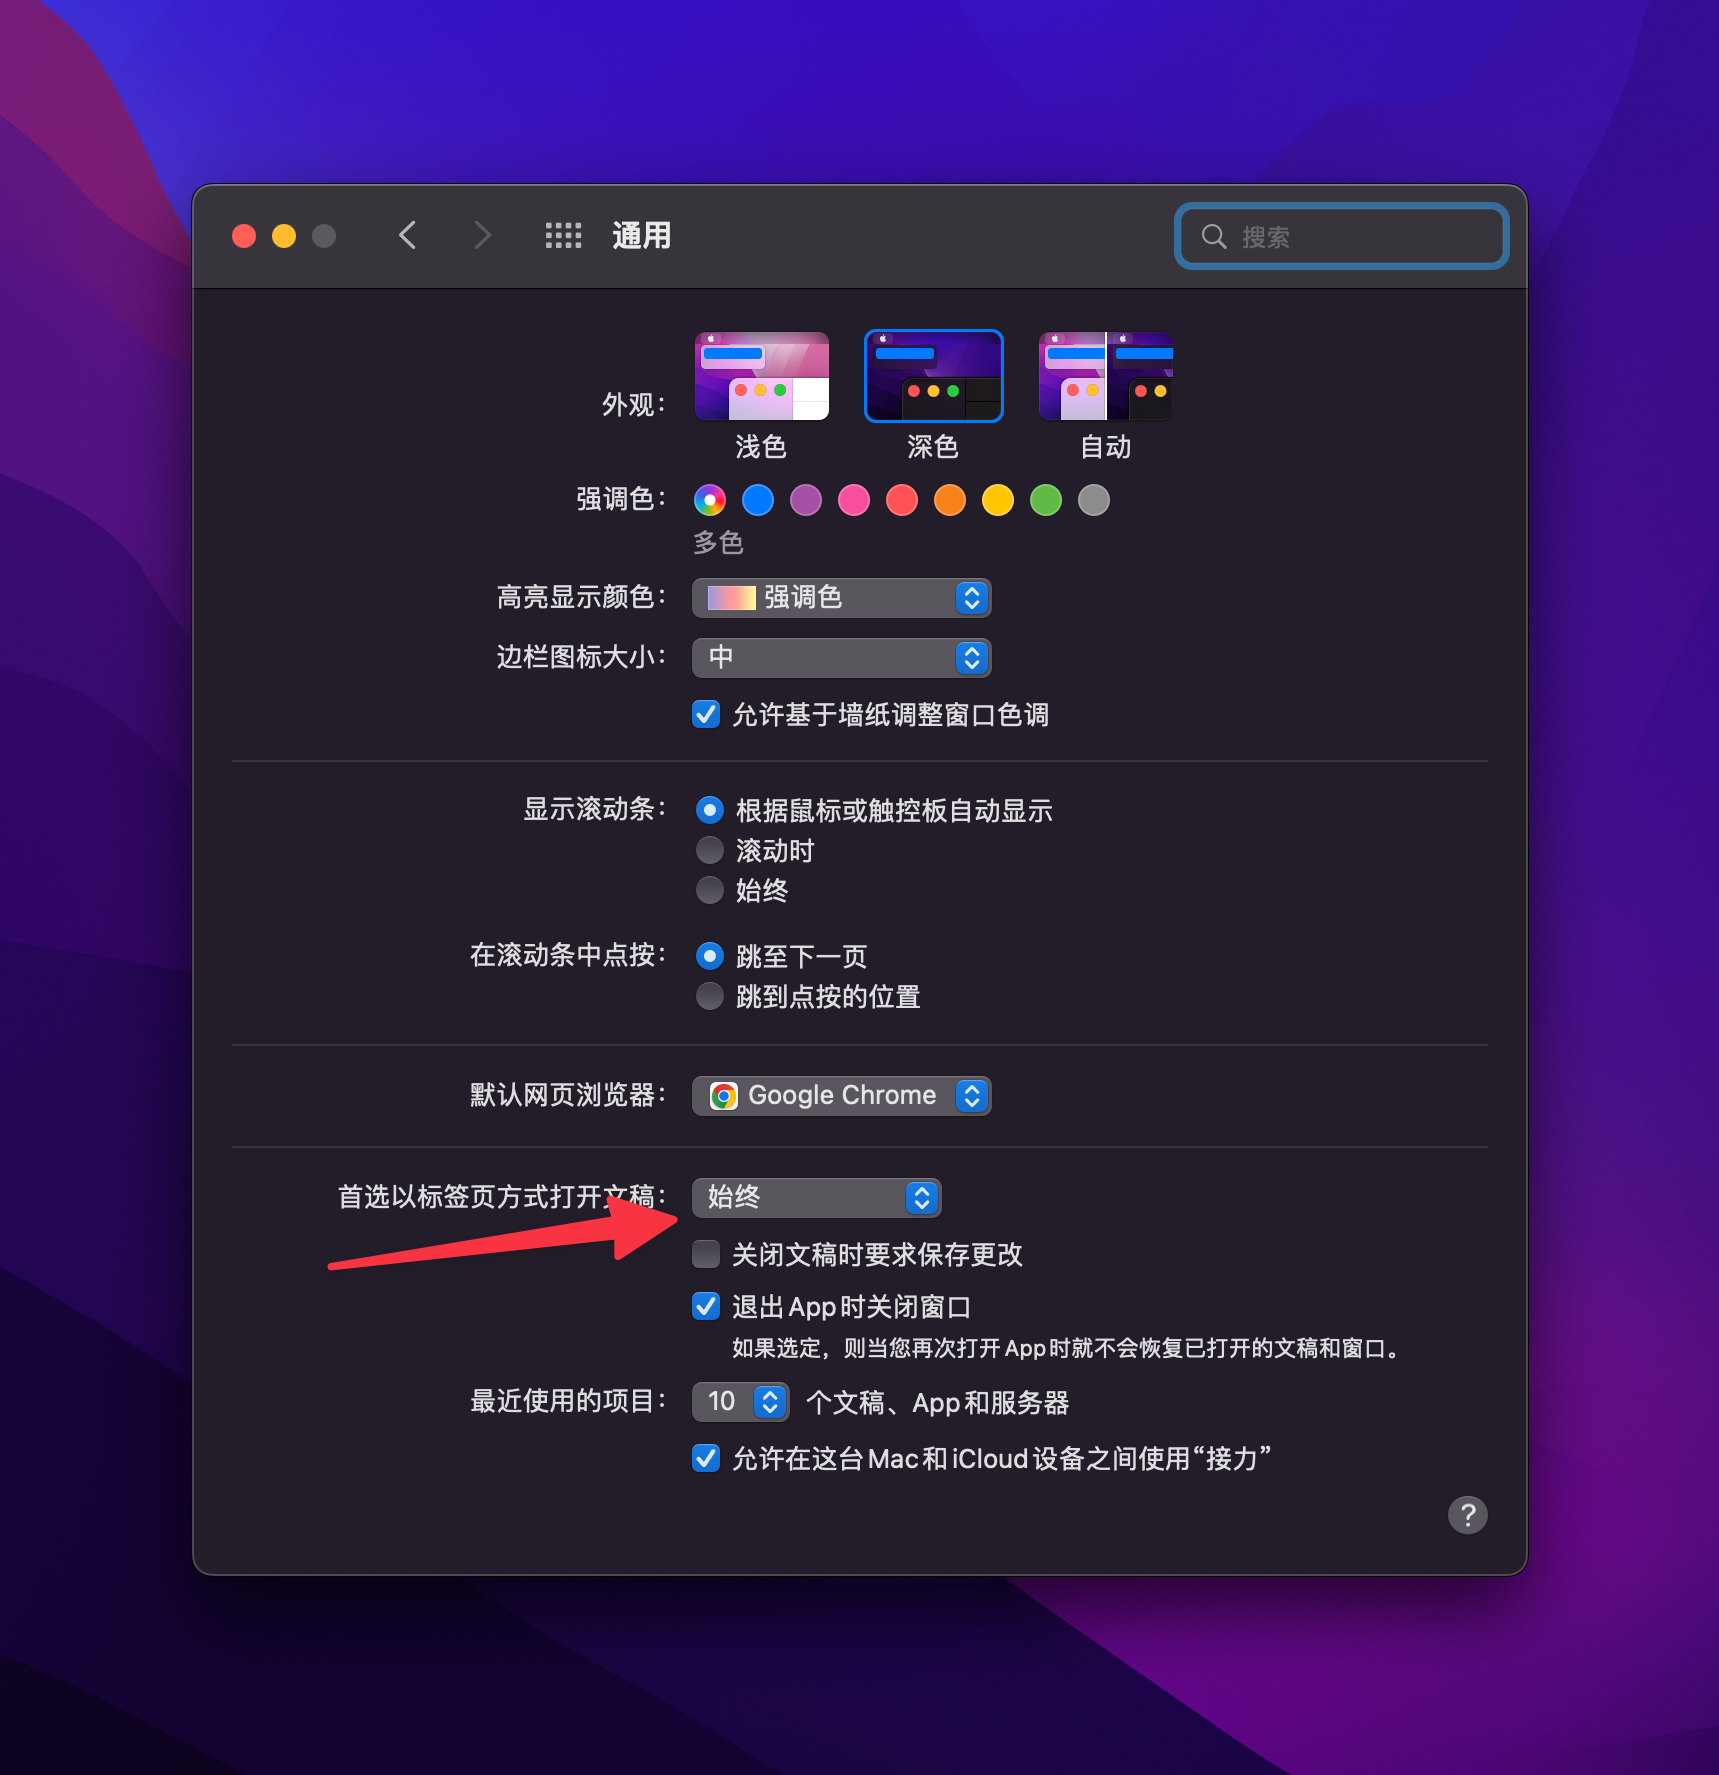 通用
搜索
外观：
浅色
深色
自动
强调色：
多色
高亮显示颜色：
强调色
边栏图标大小：
中
允许基于墙纸调整窗口色调
显示滚动条：
根据鼠标或触控板自动显示
滚动时
始终
在滚动条中点按：
跳至下一页
跳到点按的位置
默认网页浏览器：
Google Chrome
首选以标签页方式打开文稿：
始终
关闭文稿时要求保存更改
退出App时关闭窗口
如果选定，则当您再次打开App时就不会恢复已打开的文稿和窗口。
最近使用的项目：
10
个文稿、App和服务器
允许在这台Mac和iCloud设备之间使用“接力”
?